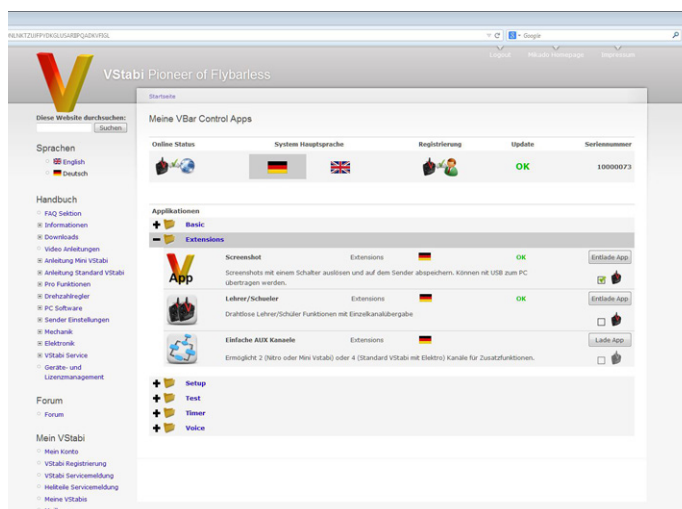 Google
Logout Mikado Homepage Impressum
VStabi Pioneer of Flybarless
Startseite
Diese Website durchsuchen:
Suchen
Sprachen
English
Deutsch
Handbuch
FAQ Sektion
Informationen
Downloads
Video Anleitungen
Anleitung Mini VStabi
Anleitung Standard VStabi
Pro Funktionen
Drehzahlregler
PC Software
Sender Einstellungen
Mechanik
Elektronik
VStabi Service
Geräte- und
Lizenzmanagement
Forum
Forum
Mein VStabi
Mein Konto
VStabi Registrierung
VStabi Servicemeldung
Heliteile Servicemeldung
Meine VStabis
Meine VBar Control Apps
Online Status System Hauptsprache Registrierung Update Seriennummer
OK 10000073
Applikationen
Basic
Extensions
App
Screenshot Extensions OK Entlade App
Screenshots mit einem Schalter auslösen und auf dem Sender abspeichern. Können nit USB zum PC
übertragen werden.
Lehrer/Schueler Extensions OK Entlade App
Drahtlose Lehrer/Schüler Funktionen mit Einzelkanalübergabe
Einfache AUX Kanaele Extensions Lade App
Ermöglicht 2 (Nitro oder Mini Vstabi) oder 4 (Standard VStabi mit Elektro) Kanäle für Zusatzfunktionen.
Setup
Test
Timer
Voice